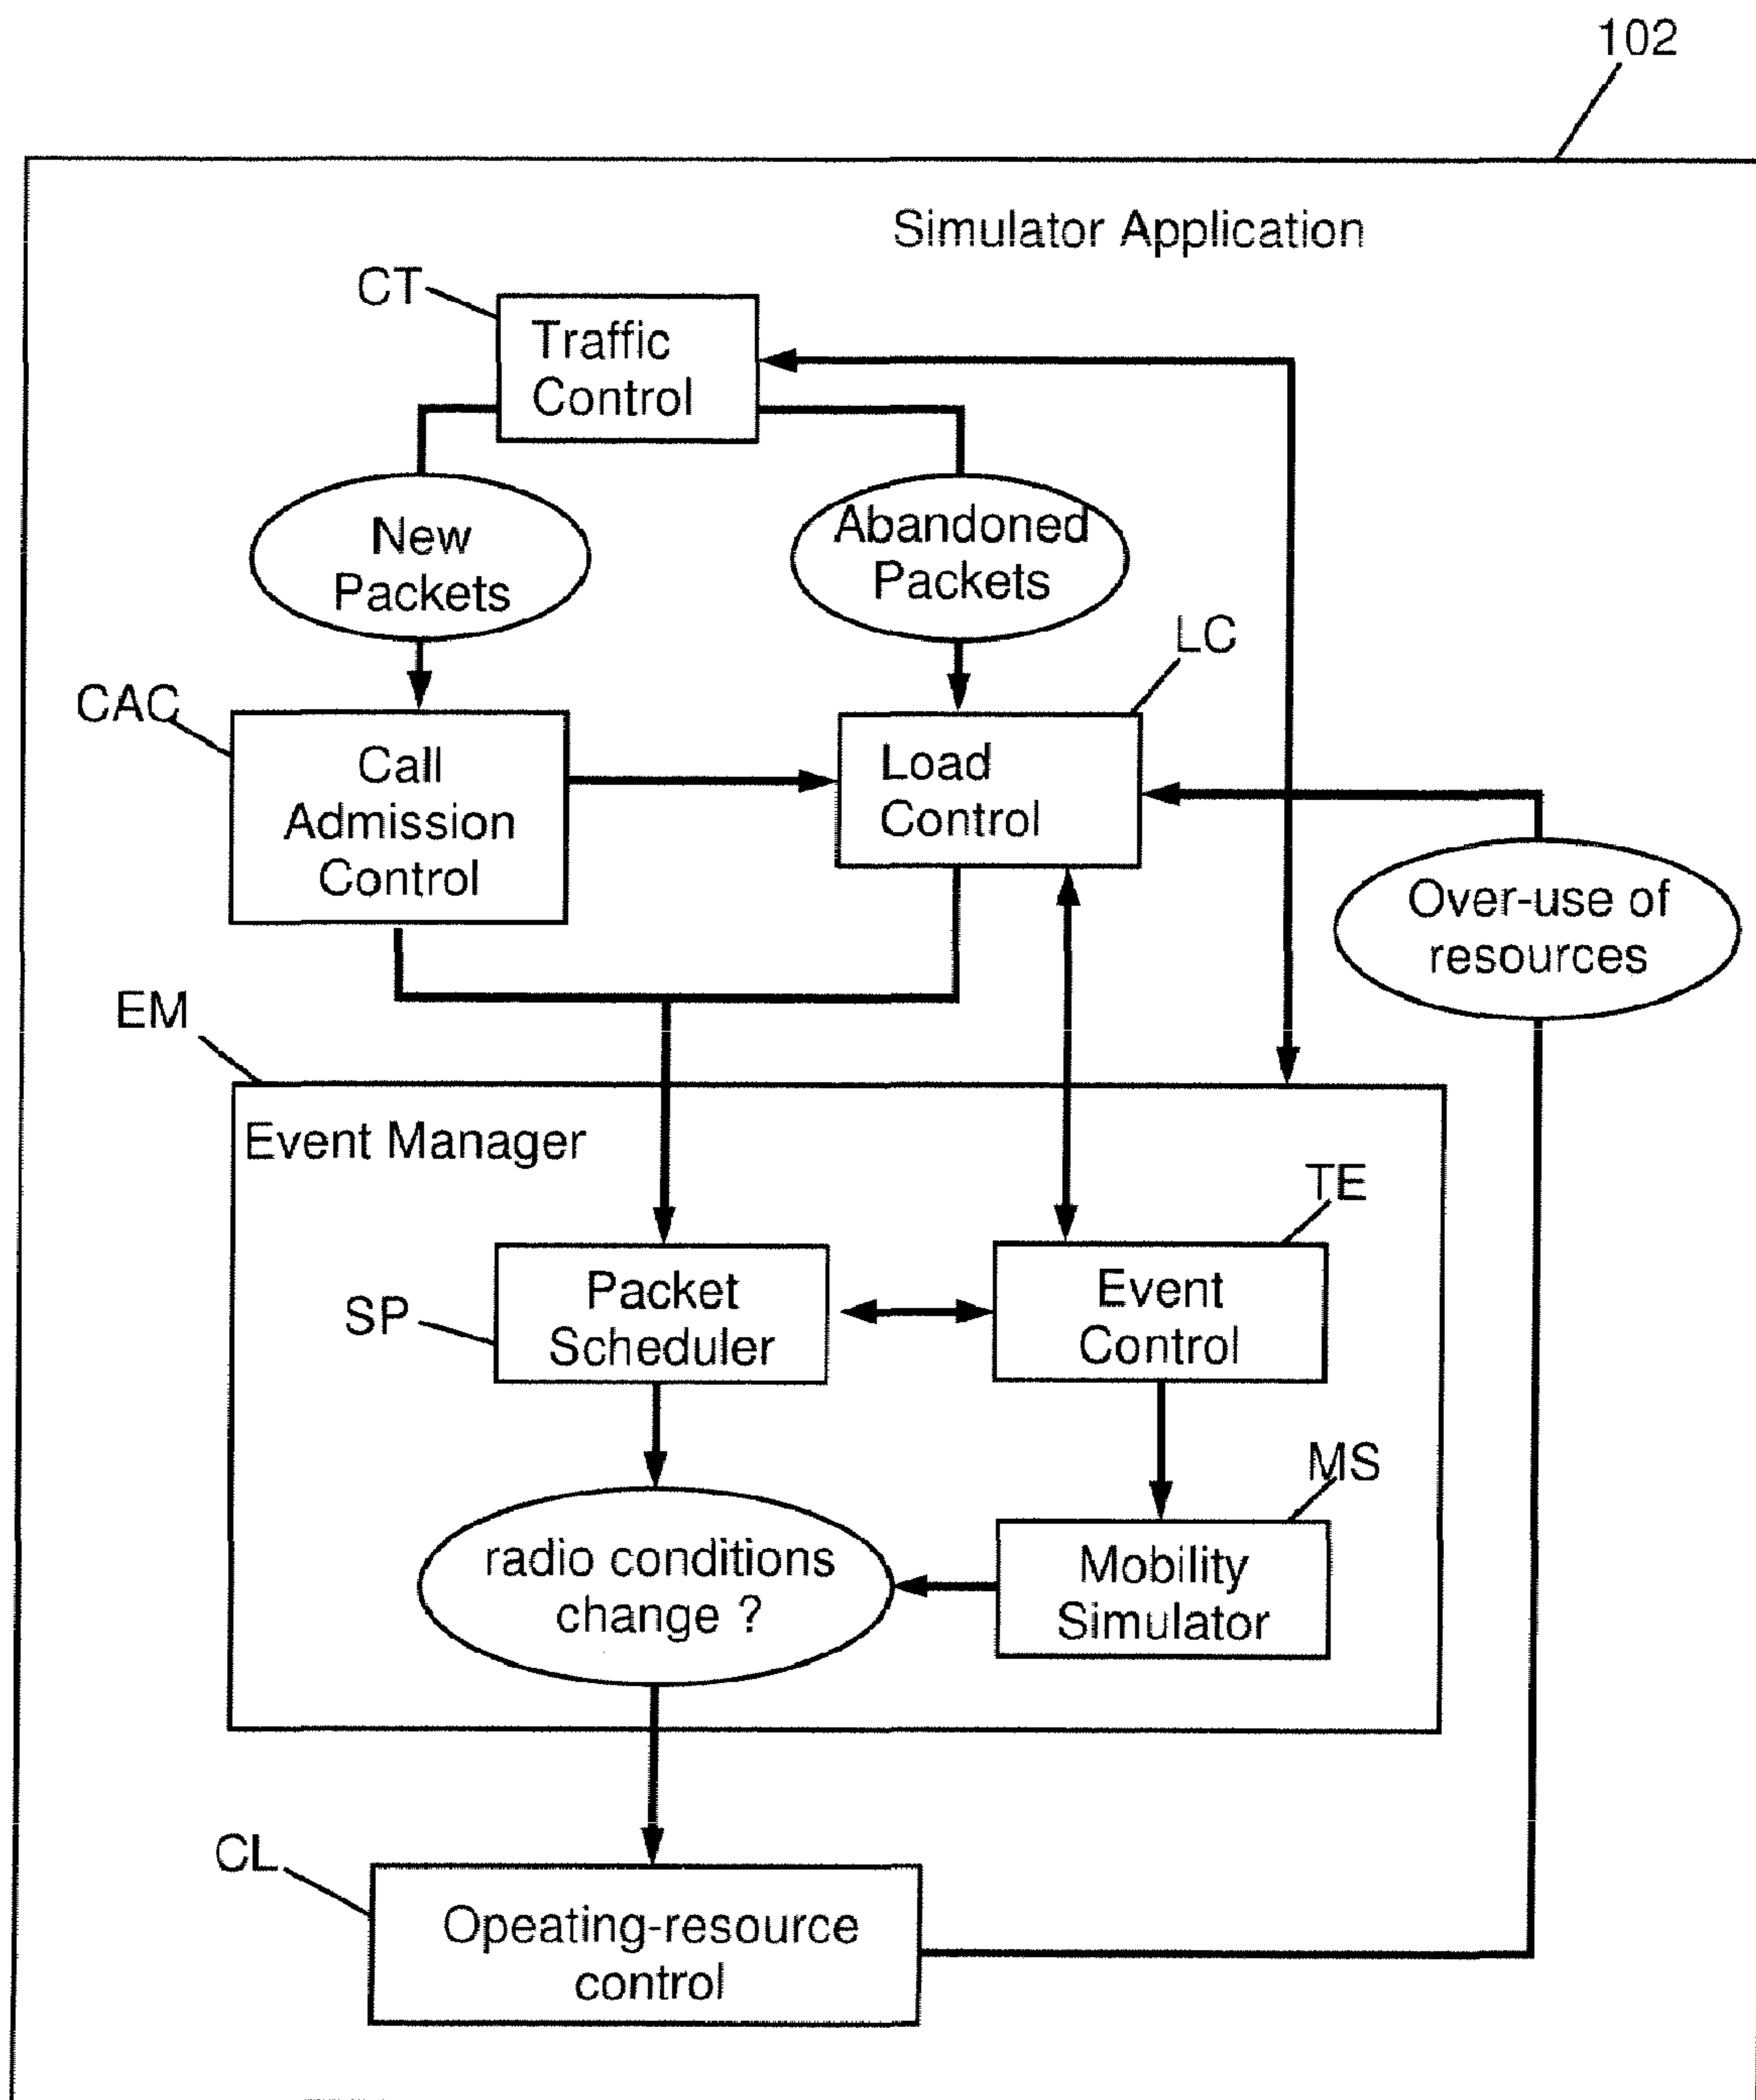 102
Simulator Application
CT
Traffic
Control
New
Packets
Abandoned
Packets
LC
CAC
Call
Admission
Control
Load
Control
Over-use of
resources
EM
Event Manager
TE
SP
Packet
Scheduler
Event
Control
MS
radio conditions
change ?
Mobility
Simulator
CL
Opeating-resource
control